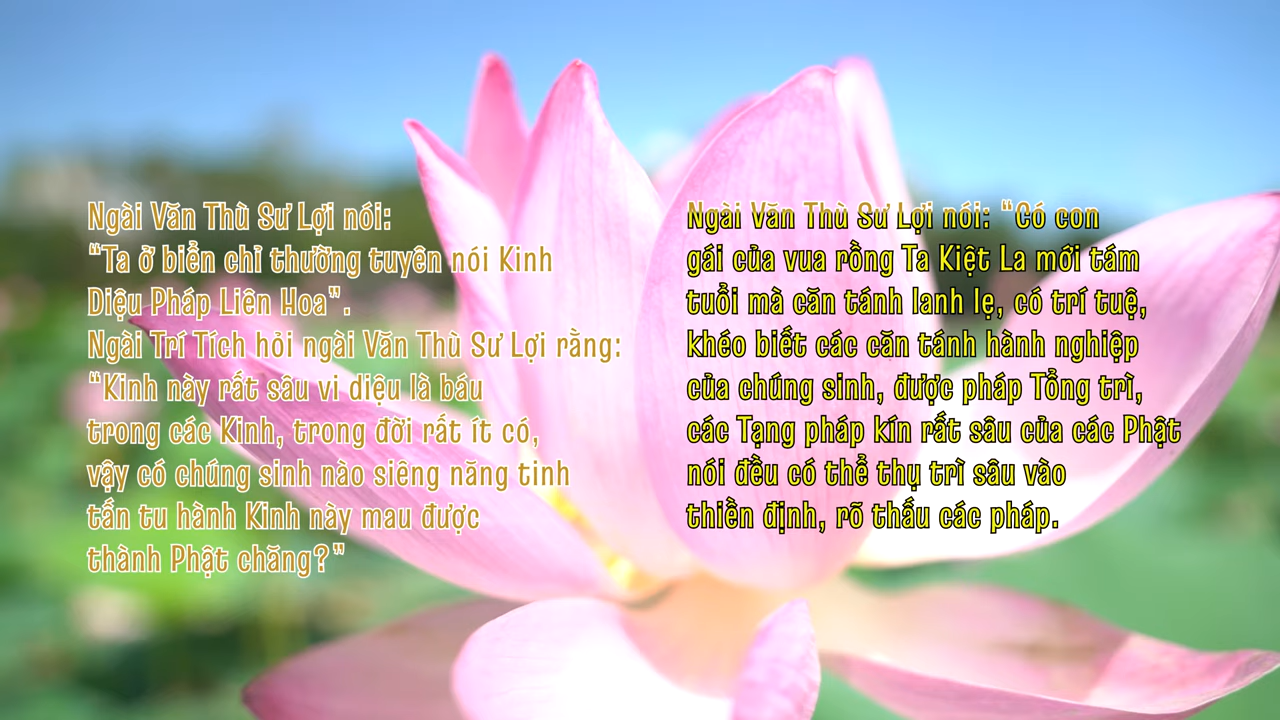 Ngài Văn Thù Sư Lợi nói:
“Ta ở biển chỉ thường tuyên nói Kinh
Diệu Pháp Liên Hoa”.
Ngài Trí Tích hỏi ngài Văn Thù Sư Lợi rằng:
“Kinh này rất sâu vi diệu là báu
trong các Kinh, trong đời rất ít có,
vậy có chúng sinh nào siêng năng tinh
tấn tu hành Kinh này mau được
thành Phật chăng?”
Ngài Văn Thù Sư Lợi nói: “Có con
gái của vua rồng Ta Kiệt La mới tám
tuổi mà căn tánh lanh lẹ, có trí tuệ,
khéo biết các căn tánh hành nghiệp
của chúng sinh, được pháp Tổng trì,
các Tạng pháp kín rất sâu của các Phật
nói đều có thể thụ trì sâu vào
thiền định, rõ thấu các pháp.